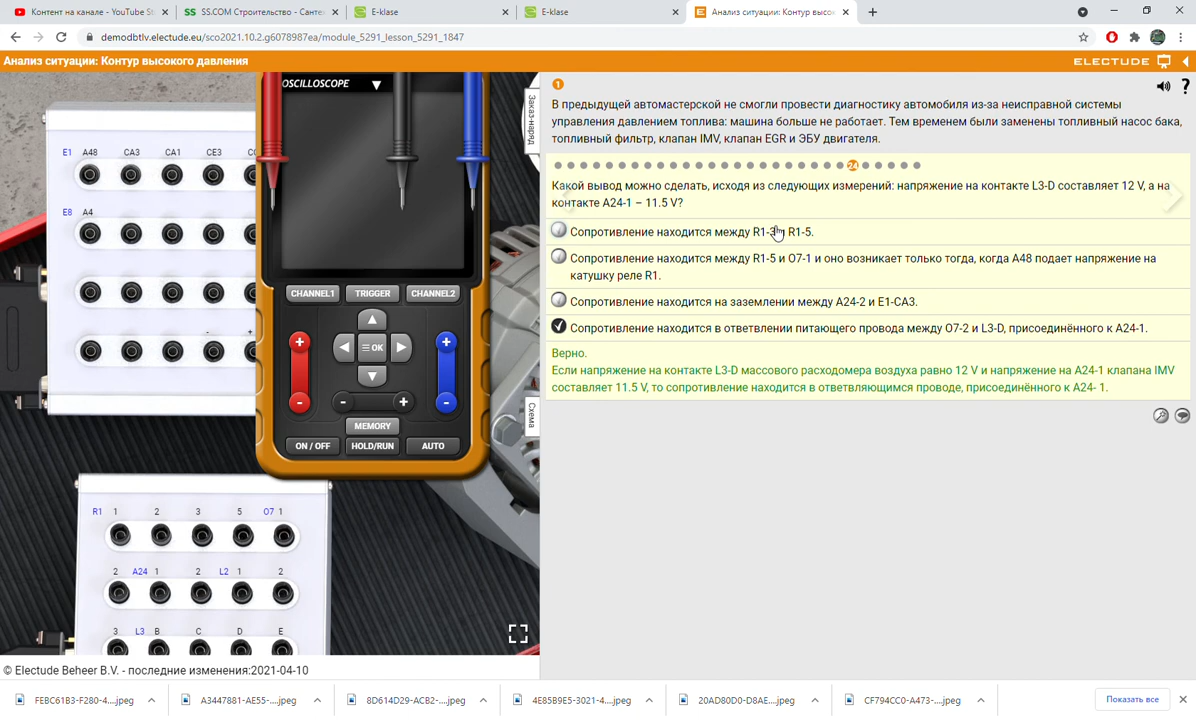 Контент на канале - YouTube St
SS.COM Строительство - Санте
E-klase
E-klase
Анализ ситуации: Контур высок
demodbtlv.electude.eu/sco2021.10.2.g6078987ea/module_5291_lesson_5291_1847
Анализ ситуации: Контур высокого давления
ELECTUDE
OSCILLOSCOPE
Заказ-наряд
E1 A48 CA3 CA1 CE3
E8 A4
- +
CHANNEL1 TRIGGER CHANNEL2
+ +
OK
- - + -
MEMORY
ON / OFF HOLD/RUN AUTO
Схема
R1 1 2 3 5 O7 1
2 A24 1 2 L2 1 2
3 L3 B C D E
© Electude Beheer B.V. - последние изменения:2021-04-10
1
?
В предыдущей автомастерской не смогли провести диагностику автомобиля из-за неисправной системы
управления давлением топлива: машина больше не работает. Тем временем были заменены топливный насос бака,
топливный фильтр, клапан IMV, клапан EGR и ЭБУ двигателя.
24
Какой вывод можно сделать, исходя из следующих измерений: напряжение на контакте L3-D составляет 12 V, а на
контакте A24-1 – 11.5 V?
Сопротивление находится между R1-3 и R1-5.
Сопротивление находится между R1-5 и O7-1 и оно возникает только тогда, когда A48 подает напряжение на
катушку реле R1.
Сопротивление находится на заземлении между A24-2 и E1-CA3.
Сопротивление находится в ответвлении питающего провода между O7-2 и L3-D, присоединённого к A24-1.
Верно.
Если напряжение на контакте L3-D массового расходомера воздуха равно 12 V и напряжение на A24-1 клапана IMV
составляет 11.5 V, то сопротивление находится в ответвляющимся проводе, присоединённого к A24- 1.
FEBC61B3-F280-4....jpeg
A3447881-AE55-....jpeg
8D614D29-ACB2-....jpeg
4E85B9E5-3021-4....jpeg
20AD80D0-D8AE....jpeg
CF794CC0-A473-....jpeg
Показать все